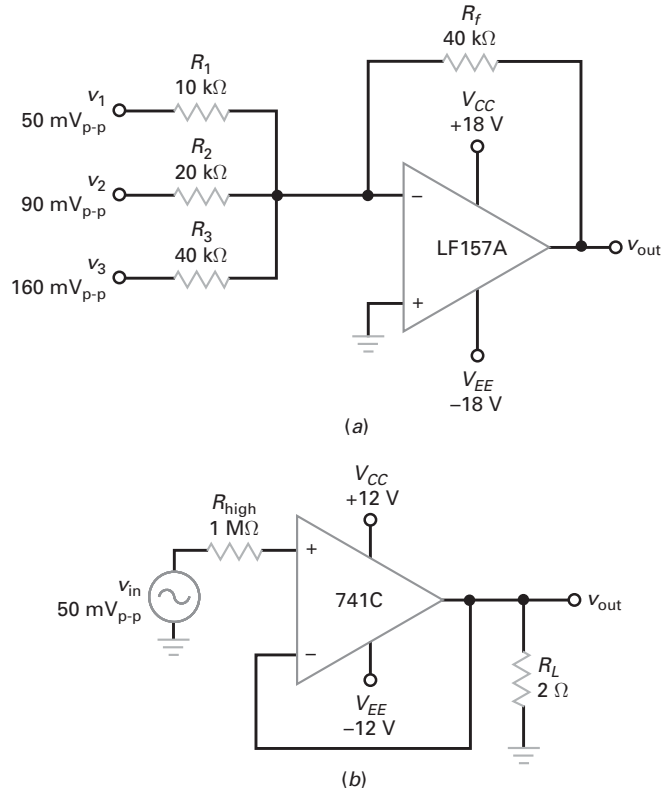 R_f
40 kΩ
R_1
10 kΩ
v_1
50 mV_p-p
V_CC
+18 V
R_2
20 kΩ
v_2
90 mV_p-p
R_3
40 kΩ
v_3
160 mV_p-p
−
LF157A
+
v_out
V_EE
–18 V
(a)
V_CC
+12 V
R_high
1 MΩ
+
v_in
50 mV_p-p
741C
v_out
−
R_L
2 Ω
V_EE
–12 V
(b)